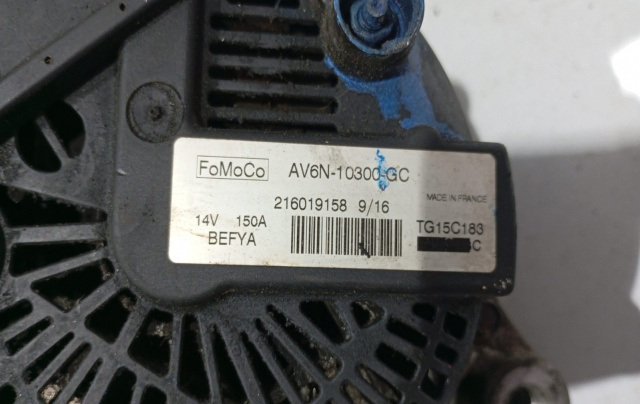 FoMoCo AV6N-10300-GC
216019158 9/16 MADE IN FRANCE
14V 150A TG15C183
BEFYA C